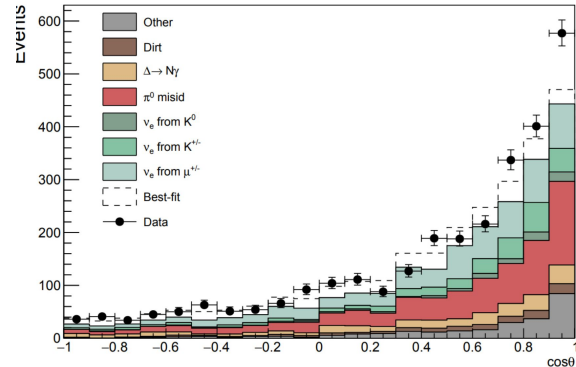 Events
600
500
400
300
200
100
0
Other
Dirt
Δ→ Nγ
π⁰ misid
νₑ from K⁰
νₑ from K⁺/⁻
νₑ from μ⁺/⁻
Best-fit
Data
−1 −0.8 −0.6 −0.4 −0.2 0 0.2 0.4 0.6 0.8 1
cosθ